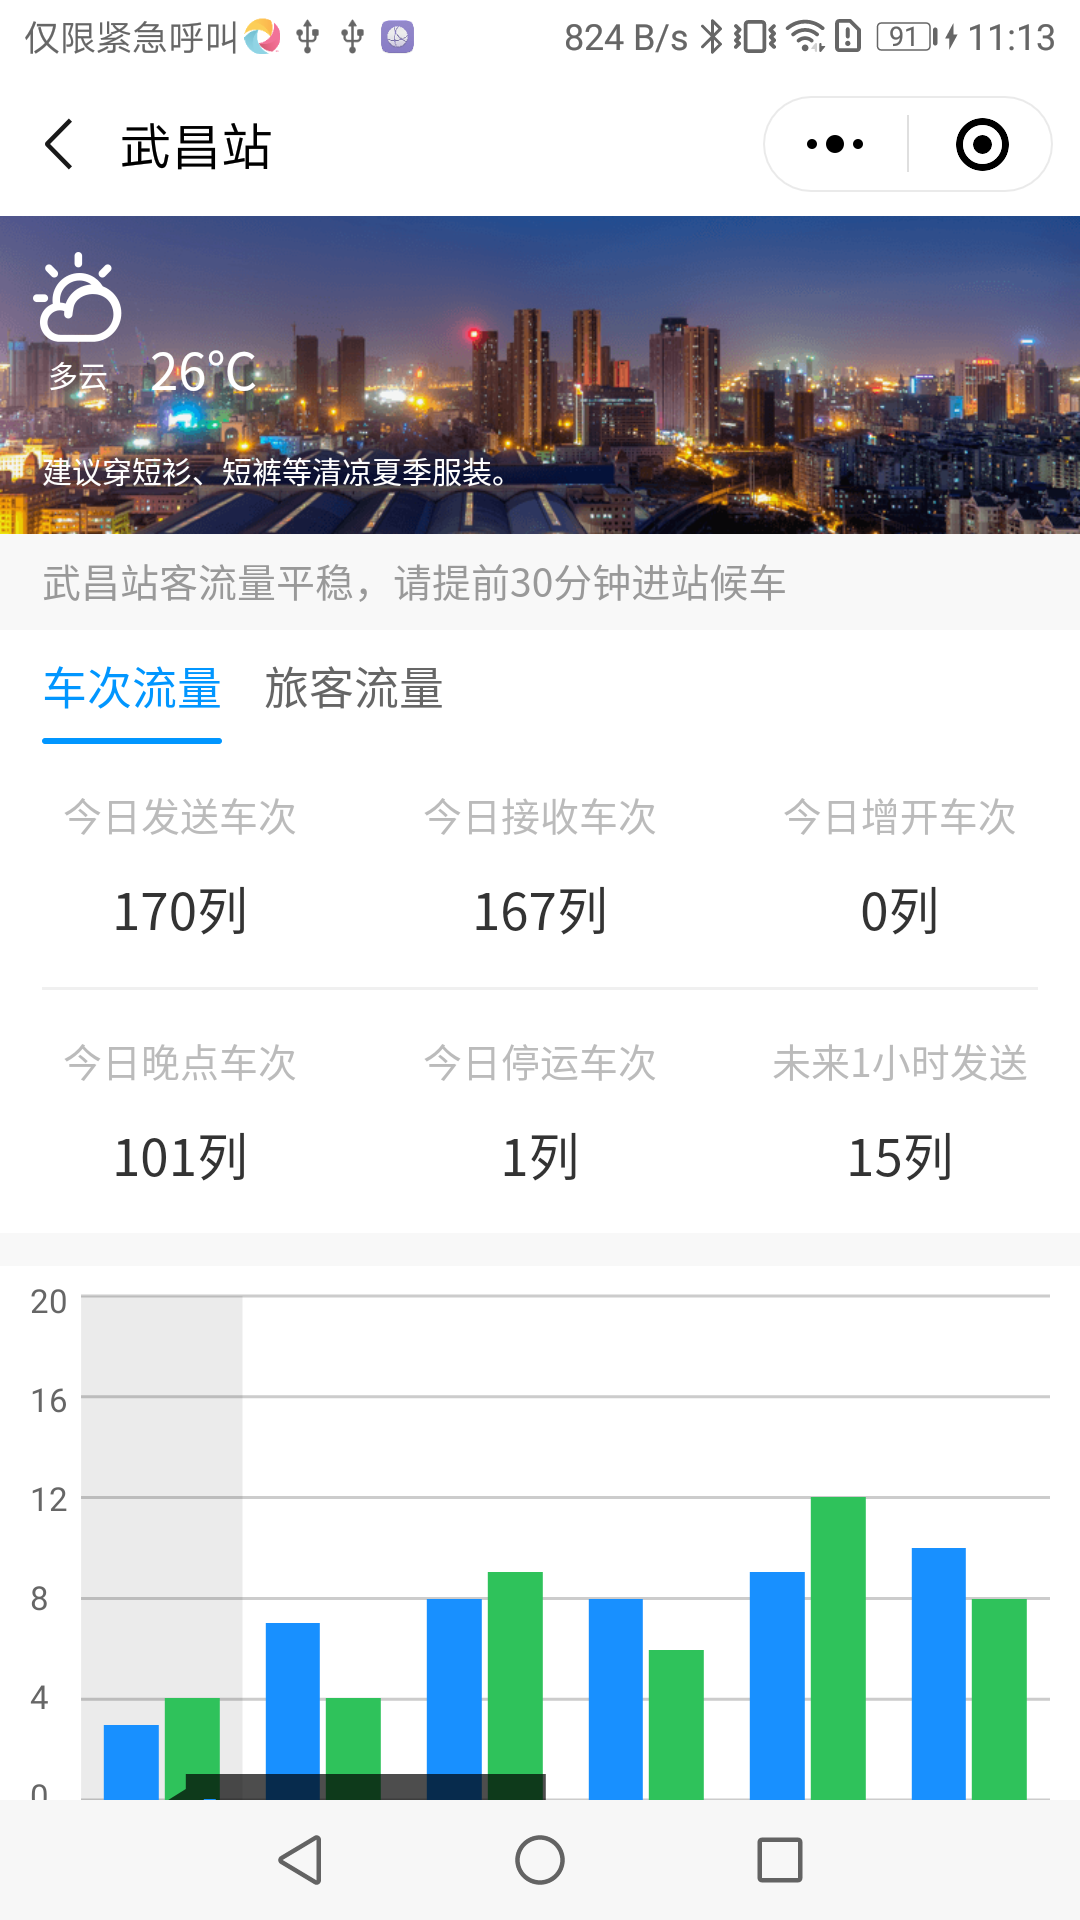 仅限紧急呼叫 824 B/s 91 11:13
武昌站
多云 26℃
建议穿短衫、短裤等清凉夏季服装。
武昌站客流量平稳，请提前30分钟进站候车
车次流量 旅客流量
今日发送车次 今日接收车次 今日增开车次
170列 167列 0列
今日晚点车次 今日停运车次 未来1小时发送
101列 1列 15列
20
16
12
8
4
0